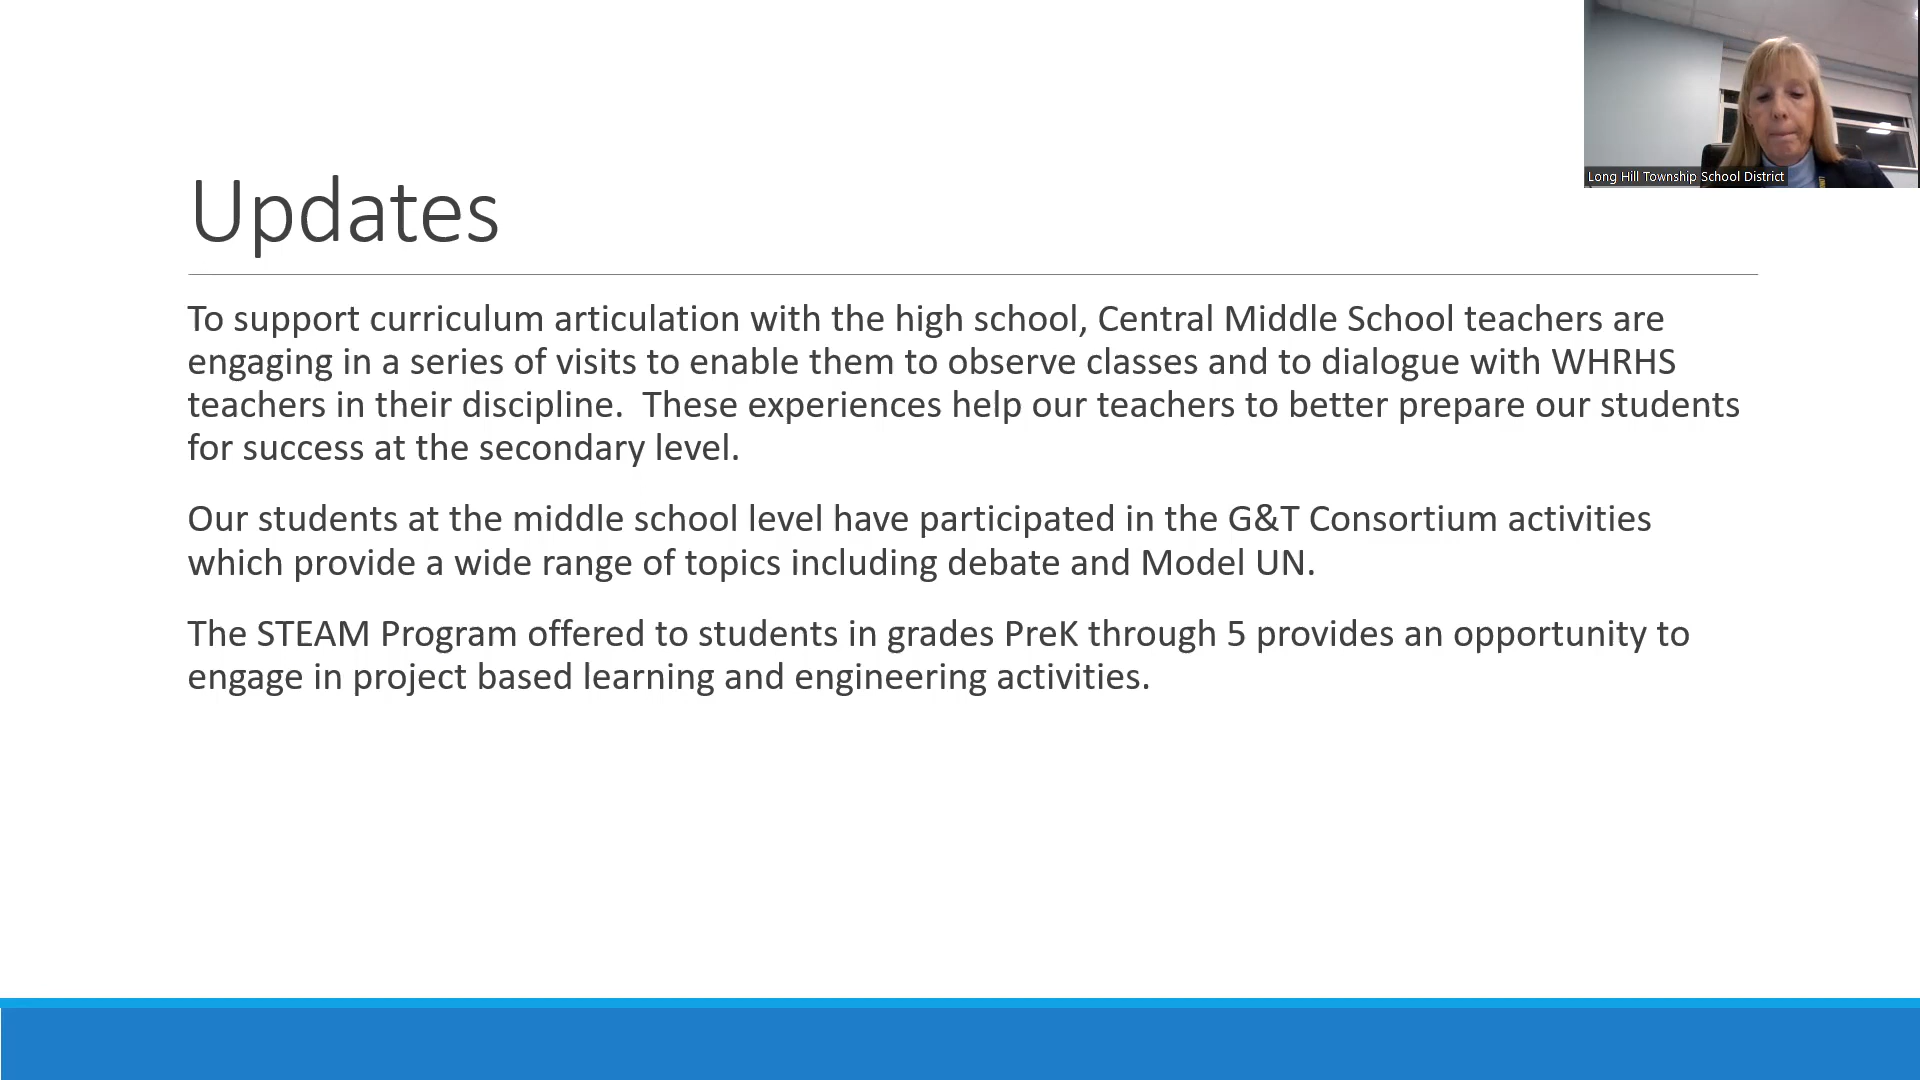 Long Hill Township School District
Updates
To support curriculum articulation with the high school, Central Middle School teachers are
engaging in a series of visits to enable them to observe classes and to dialogue with WHRHS
teachers in their discipline.  These experiences help our teachers to better prepare our students
for success at the secondary level.
Our students at the middle school level have participated in the G&T Consortium activities
which provide a wide range of topics including debate and Model UN.
The STEAM Program offered to students in grades PreK through 5 provides an opportunity to
engage in project based learning and engineering activities.